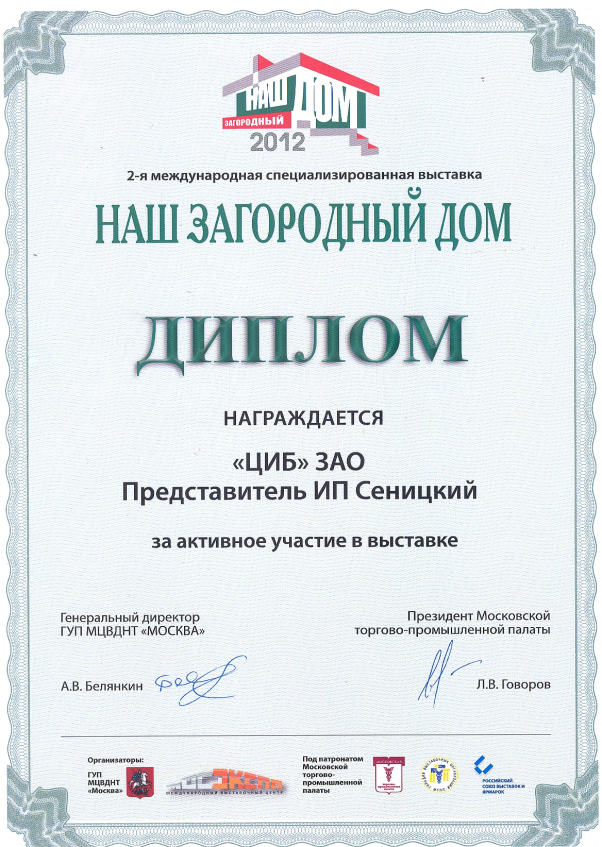 НАШ ДОМ
ЗАГОРОДНЫЙ
2012
2-я международная специализированная выставка
НАШ ЗАГОРОДНЫЙ ДОМ
ДИПЛОМ
НАГРАЖДАЕТСЯ
«ЦИБ» ЗАО
Представитель ИП Сеницкий
за активное участие в выставке
Генеральный директор
ГУП МЦВДНТ «МОСКВА»
А.В. Белянкин
Президент Московской
торгово-промышленной палаты
Л.В. Говоров
Организаторы:
ГУП
МЦВДНТ
«Москва»
ЭКСПО
МЕЖДУНАРОДНЫЙ ВЫСТАВОЧНЫЙ ЦЕНТР
Под патронатом
Московской
торгово-
промышленной
палаты
РОССИЙСКИЙ
СОЮЗ ВЫСТАВОК И
ЯРМАРОК